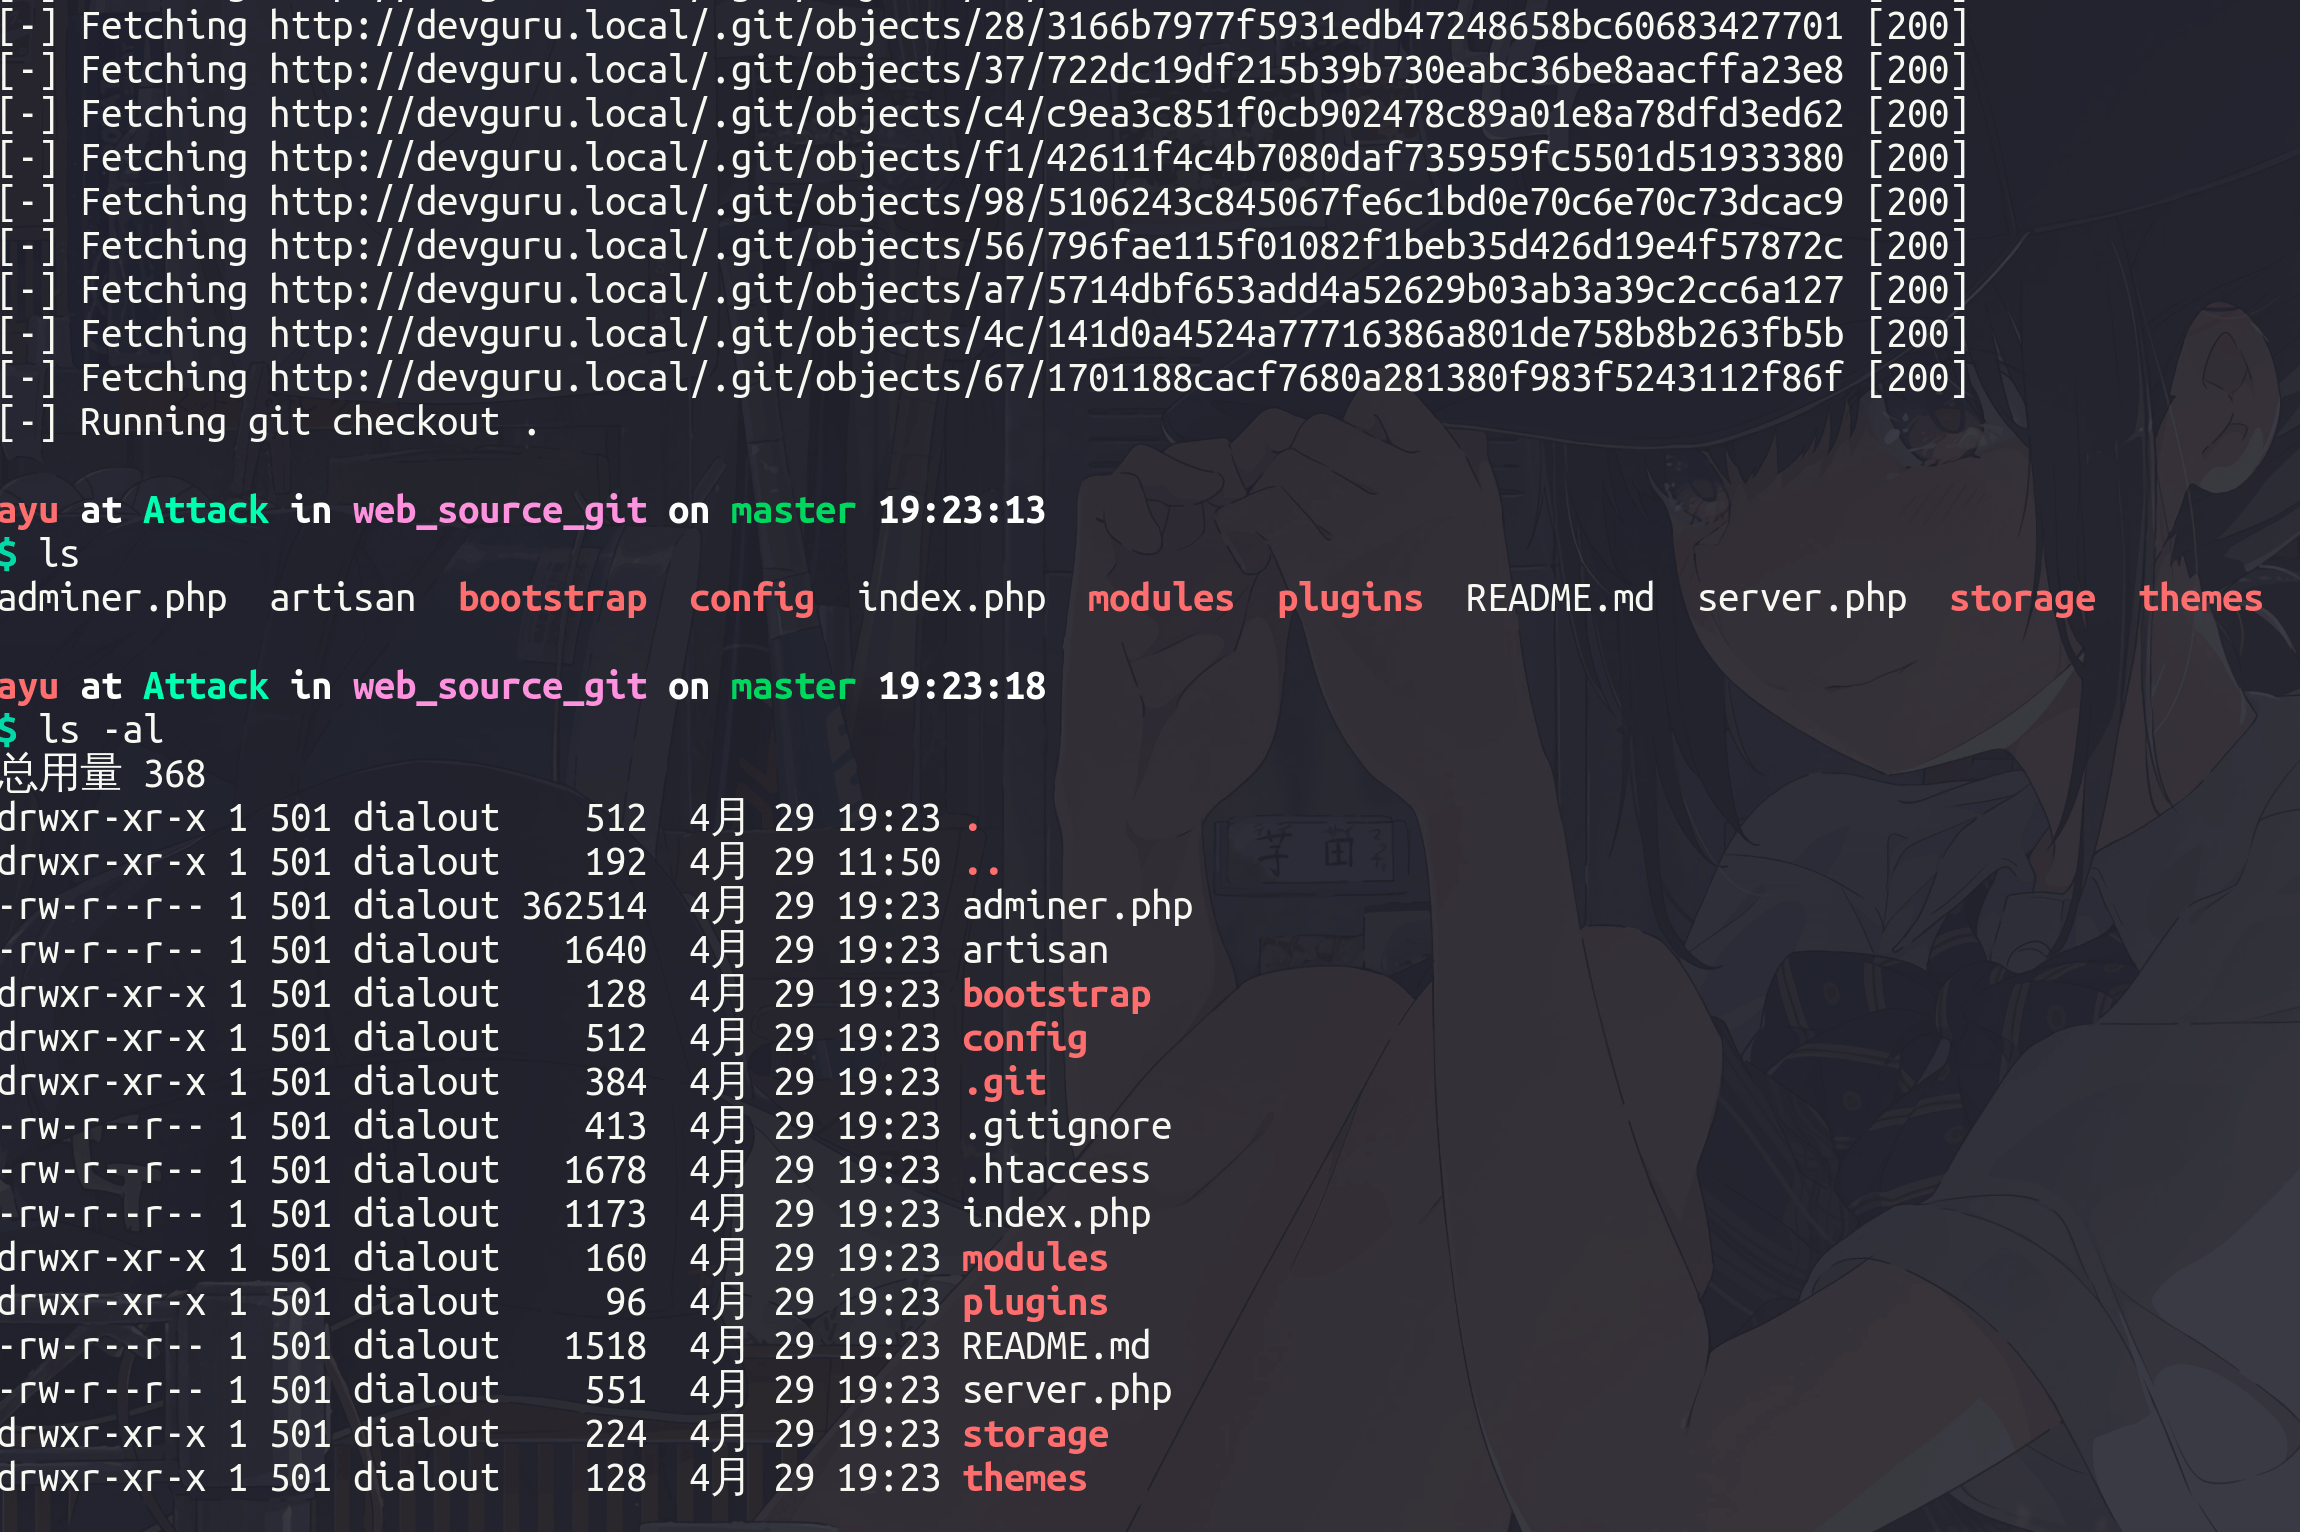 [-] Fetching http://devguru.local/.git/objects/28/3166b7977f5931edb47248658bc60683427701 [200]
[-] Fetching http://devguru.local/.git/objects/37/722dc19df215b39b730eabc36be8aacffa23e8 [200]
[-] Fetching http://devguru.local/.git/objects/c4/c9ea3c851f0cb902478c89a01e8a78dfd3ed62 [200]
[-] Fetching http://devguru.local/.git/objects/f1/42611f4c4b7080daf735959fc5501d51933380 [200]
[-] Fetching http://devguru.local/.git/objects/98/5106243c845067fe6c1bd0e70c6e70c73dcac9 [200]
[-] Fetching http://devguru.local/.git/objects/56/796fae115f01082f1beb35d426d19e4f57872c [200]
[-] Fetching http://devguru.local/.git/objects/a7/5714dbf653add4a52629b03ab3a39c2cc6a127 [200]
[-] Fetching http://devguru.local/.git/objects/4c/141d0a4524a77716386a801de758b8b263fb5b [200]
[-] Fetching http://devguru.local/.git/objects/67/1701188cacf7680a281380f983f5243112f86f [200]
[-] Running git checkout .
ayu at Attack in web_source_git on master 19:23:13
$ ls
adminer.php artisan bootstrap config index.php modules plugins README.md server.php storage themes
ayu at Attack in web_source_git on master 19:23:18
$ ls -al
总用量 368
drwxr-xr-x 1 501 dialout 512 4月 29 19:23 .
drwxr-xr-x 1 501 dialout 192 4月 29 11:50 ..
-rw-r--r-- 1 501 dialout 362514 4月 29 19:23 adminer.php
-rw-r--r-- 1 501 dialout 1640 4月 29 19:23 artisan
drwxr-xr-x 1 501 dialout 128 4月 29 19:23 bootstrap
drwxr-xr-x 1 501 dialout 512 4月 29 19:23 config
drwxr-xr-x 1 501 dialout 384 4月 29 19:23 .git
-rw-r--r-- 1 501 dialout 413 4月 29 19:23 .gitignore
-rw-r--r-- 1 501 dialout 1678 4月 29 19:23 .htaccess
-rw-r--r-- 1 501 dialout 1173 4月 29 19:23 index.php
drwxr-xr-x 1 501 dialout 160 4月 29 19:23 modules
drwxr-xr-x 1 501 dialout 96 4月 29 19:23 plugins
-rw-r--r-- 1 501 dialout 1518 4月 29 19:23 README.md
-rw-r--r-- 1 501 dialout 551 4月 29 19:23 server.php
drwxr-xr-x 1 501 dialout 224 4月 29 19:23 storage
drwxr-xr-x 1 501 dialout 128 4月 29 19:23 themes